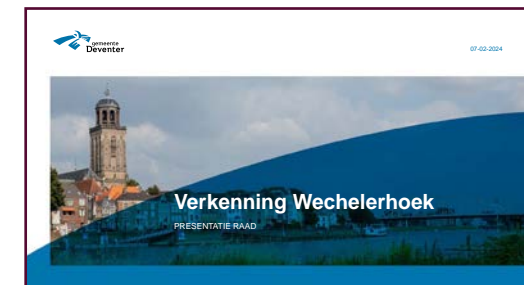 gemeente
Deventer
07-02-2024
Verkenning Wechelerhoek
PRESENTATIE RAAD